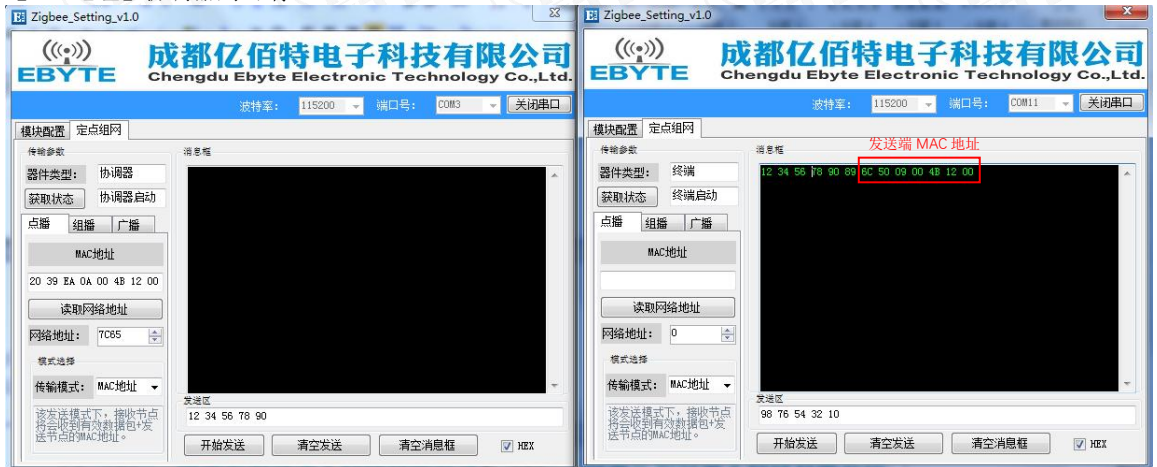 Zigbee_Setting_v1.0
EBYTE
成都亿佰特电子科技有限公司
Chengdu Ebyte Electronic Technology Co.,Ltd.
波特率： 115200 端口号： COM3 关闭串口
模块配置 定点组网
传输参数
器件类型： 协调器
获取状态 协调器启动
点播 组播 广播
MAC地址
20 39 EA 0A 00 4B 12 00
读取网络地址
网络地址： 7C65
模式选择
传输模式： MAC地址
该发送模式下，接收节点
将会收到有效数据包+发
送节点的MAC地址。
消息框
发送区
12 34 56 78 90
开始发送 清空发送 清空消息框 HEX
Zigbee_Setting_v1.0
EBYTE
成都亿佰特电子科技有限公司
Chengdu Ebyte Electronic Technology Co.,Ltd.
波特率： 115200 端口号： COM11 关闭串口
模块配置 定点组网
传输参数
器件类型： 终端
获取状态 终端启动
点播 组播 广播
MAC地址
读取网络地址
网络地址： 0
模式选择
传输模式： MAC地址
该发送模式下，接收节点
将会收到有效数据包+发
送节点的MAC地址。
消息框
发送端 MAC 地址
12 34 56 78 90 89 6C 50 09 00 4B 12 00
发送区
98 76 54 32 10
开始发送 清空发送 清空消息框 HEX